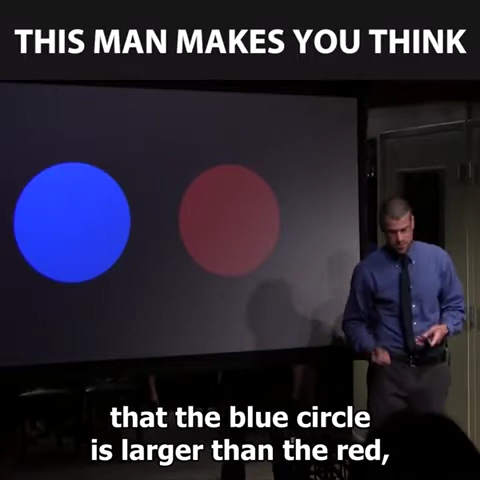 THIS MAN MAKES YOU THINK
that the blue circle
is larger than the red,